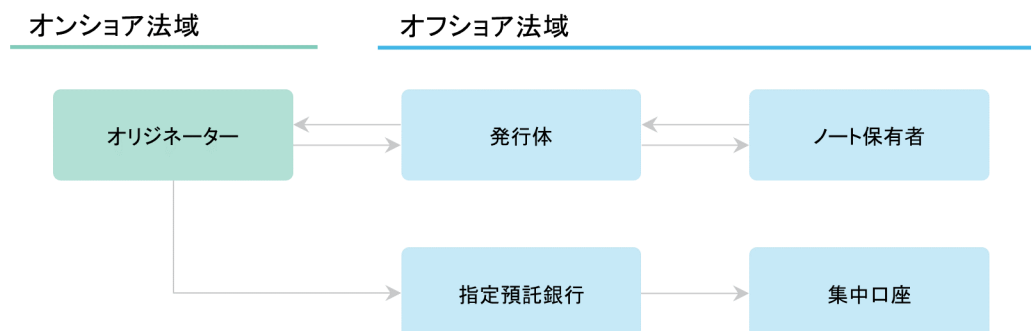 オンショア法域
オフショア法域
オリジネーター
発行体
ノート保有者
指定預託銀行
集中口座